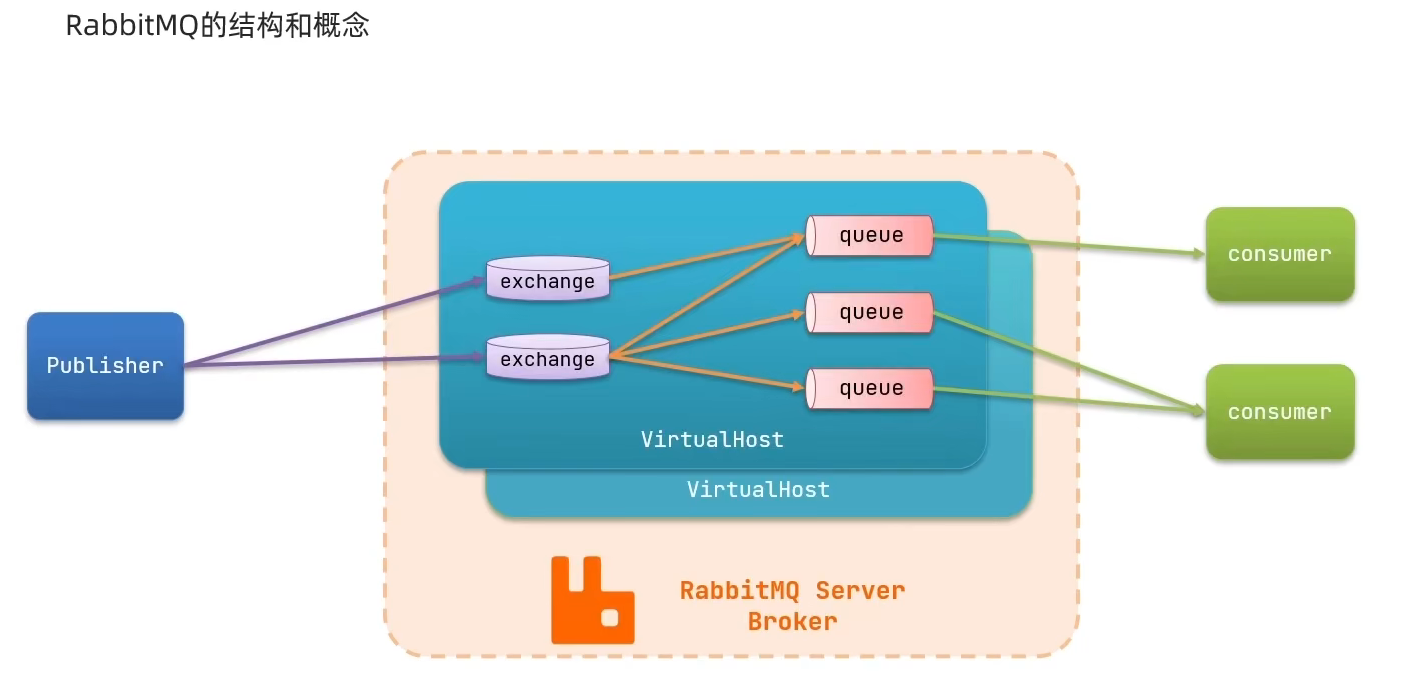 RabbitMQ的结构和概念
Publisher
exchange
exchange
queue
queue
queue
VirtualHost
VirtualHost
consumer
consumer
RabbitMQ Server
Broker